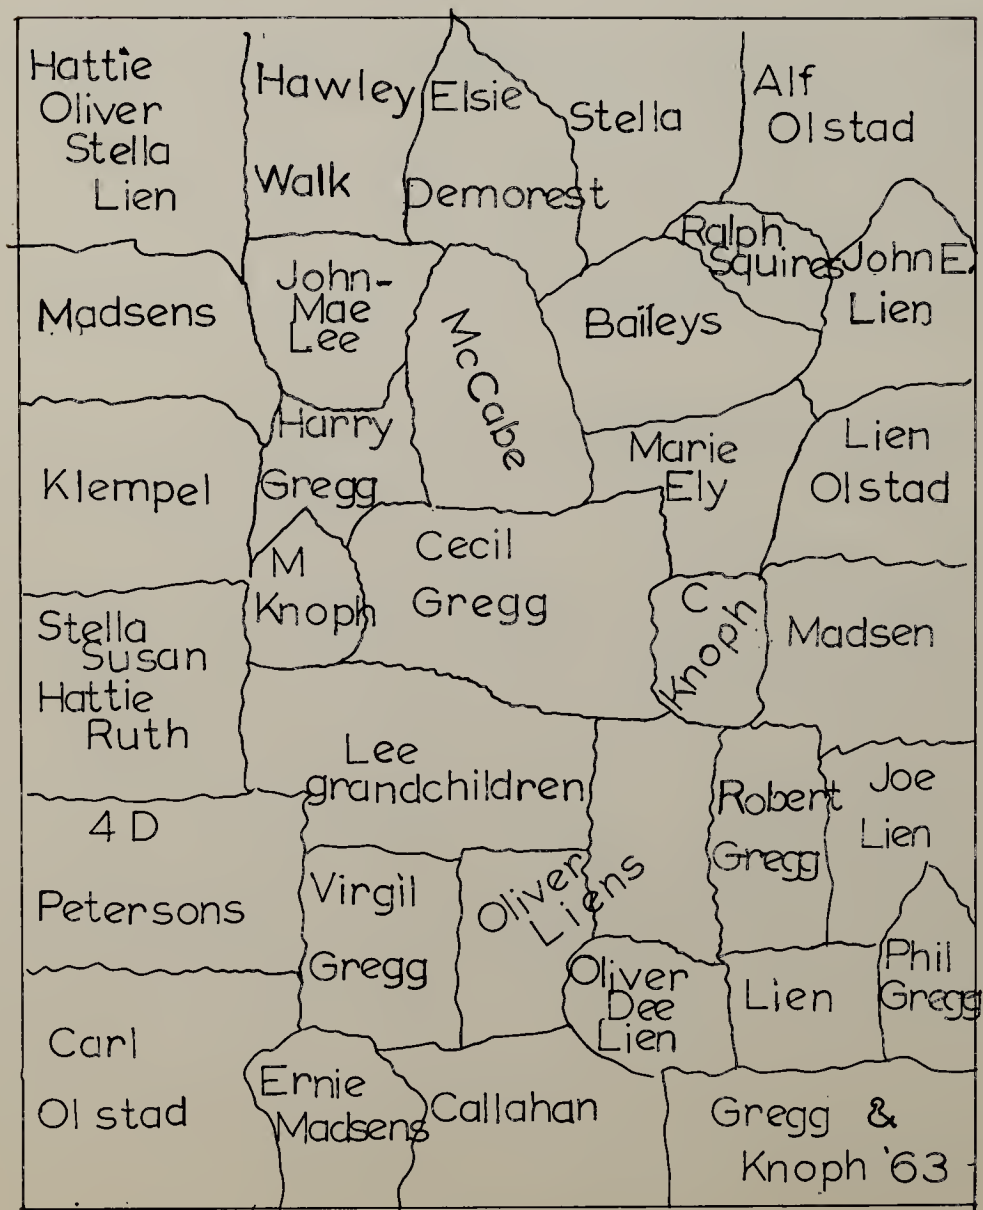 Hattie
Oliver
Stella
Lien
Hawley
Walk
Elsie
Demorest
Stella
Alf
Olstad
Madsens
John-
Mae
Lee
McCabe
Baileys
Ralph
Squires
John E.
Lien
Klempel
Harry
Gregg
Marie
Ely
Lien
Olstad
M
Knoph
Cecil
Gregg
C
Knoph
Madsen
Stella
Susan
Hattie
Ruth
Lee
grandchildren
Robert
Gregg
Joe
Lien
4 D
Petersons
Virgil
Gregg
Oliver
Liens
Oliver
Dee
Lien
Lien
Phil
Gregg
Carl
Olstad
Ernie
Madsens
Callahan
Gregg &
Knoph '63